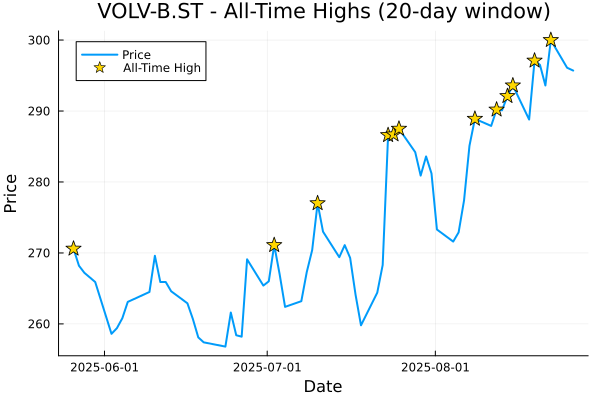 VOLV-B.ST - All-Time Highs (20-day window)
Price
All-Time High
300
290
280
270
260
Price
2025-06-01
2025-07-01
2025-08-01
Date